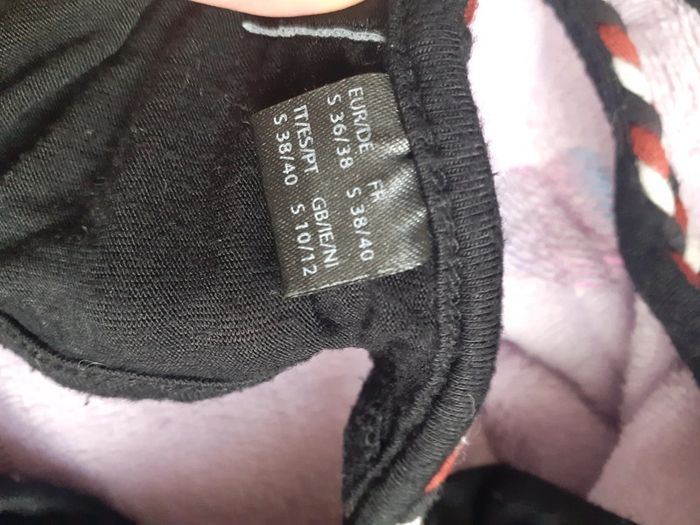 EUR/DE FR
S 36/38 S 38/40
IT/ES/PT GB/IE/NI
S 38/40 S 10/12